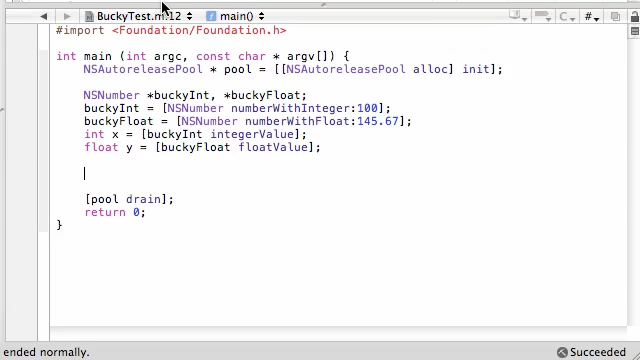 BuckyTest.m:12 main() C #
#import <Foundation/Foundation.h>
int main (int argc, const char * argv[]) {
NSAutoreleasePool * pool = [[NSAutoreleasePool alloc] init];
NSNumber *buckyInt, *buckyFloat;
buckyInt = [NSNumber numberWithInteger:100];
buckyFloat = [NSNumber numberWithFloat:145.67];
int x = [buckyInt integerValue];
float y = [buckyFloat floatValue];
[pool drain];
return 0;
}
ended normally. Succeeded